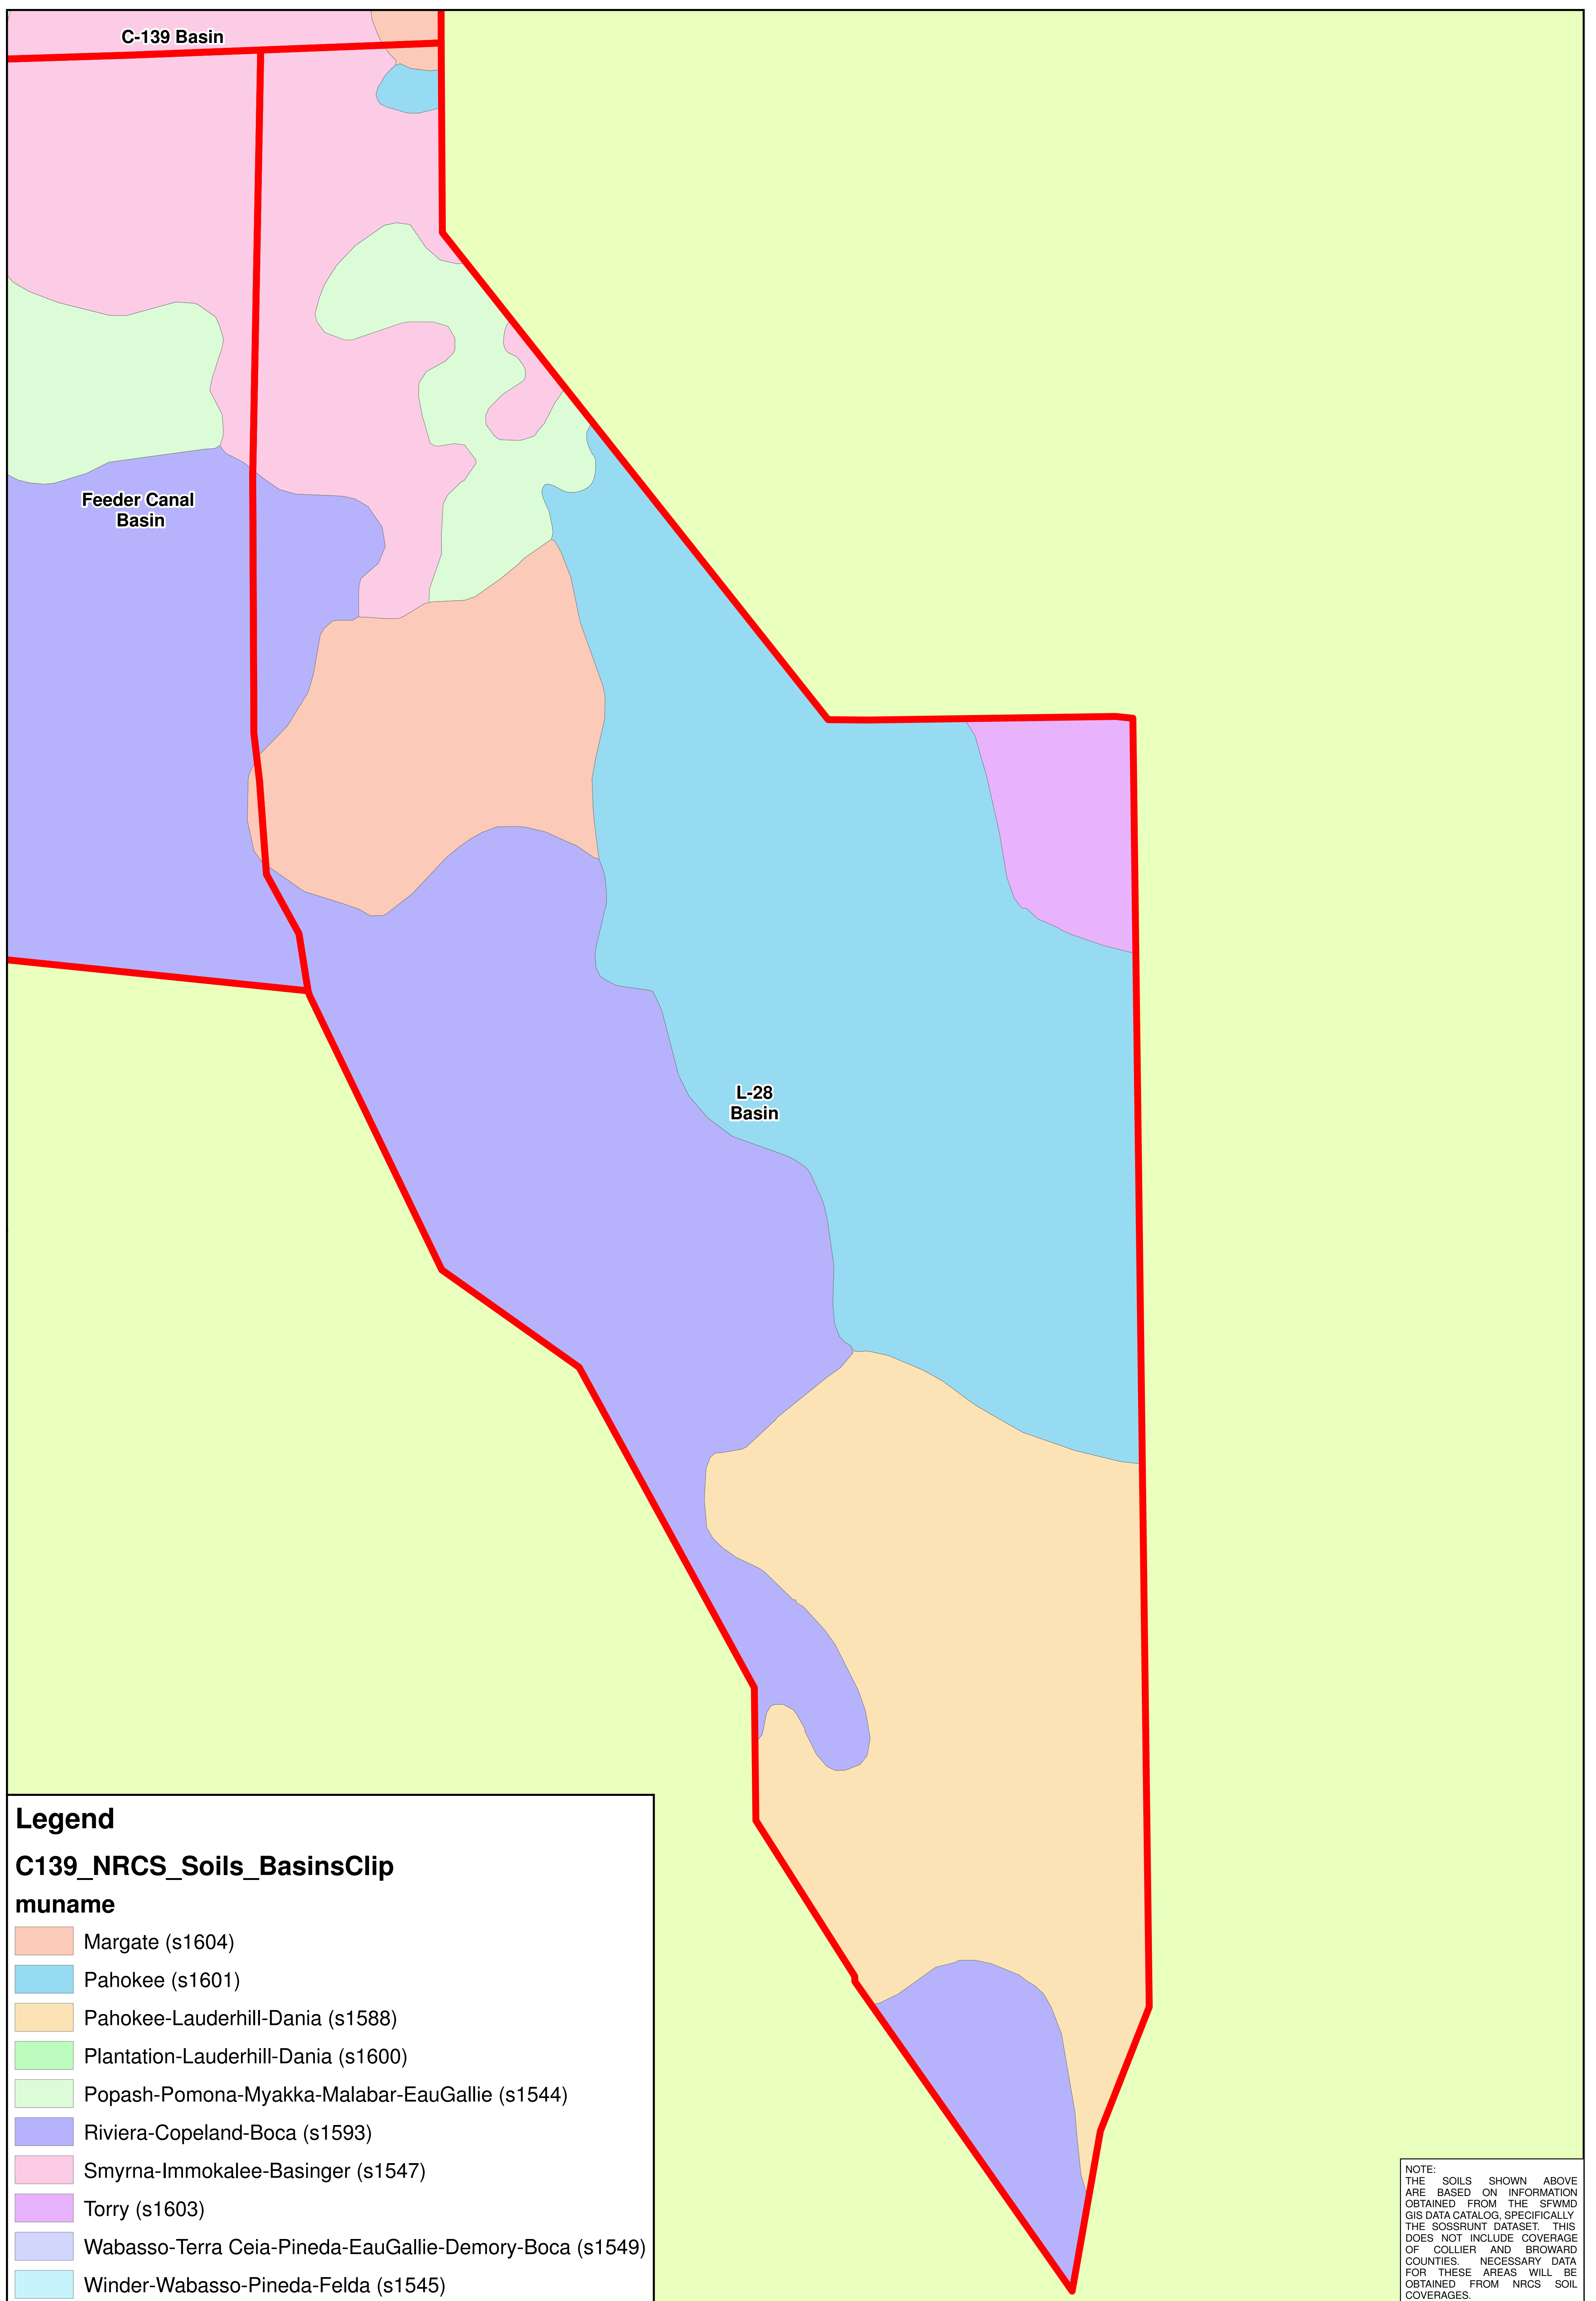 C-139 Basin
Feeder Canal
Basin
L-28
Basin
Legend
C139_NRCS_Soils_BasinsClip
muname
Margate (s1604)
Pahokee (s1601)
Pahokee-Lauderhill-Dania (s1588)
Plantation-Lauderhill-Dania (s1600)
Popash-Pomona-Myakka-Malabar-EauGallie (s1544)
Riviera-Copeland-Boca (s1593)
Smyrna-Immokalee-Basinger (s1547)
Torry (s1603)
Wabasso-Terra Ceia-Pineda-EauGallie-Demory-Boca (s1549)
Winder-Wabasso-Pineda-Felda (s1545)
NOTE:
THE SOILS SHOWN ABOVE
ARE BASED ON INFORMATION
OBTAINED FROM THE SFWMD
GIS DATA CATALOG, SPECIFICALLY
THE SOSSRUNT DATASET. THIS
DOES NOT INCLUDE COVERAGE
OF COLLIER AND BROWARD
COUNTIES. NECESSARY DATA
FOR THESE AREAS WILL BE
OBTAINED FROM NRCS SOIL
COVERAGES.